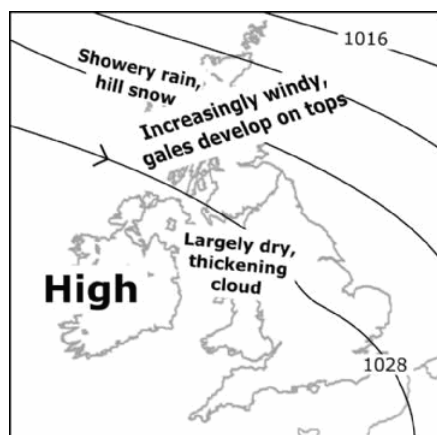 1016
Showery rain,
hill snow
Increasingly windy,
gales develop on tops
Largely dry,
thickening
cloud
High
1028